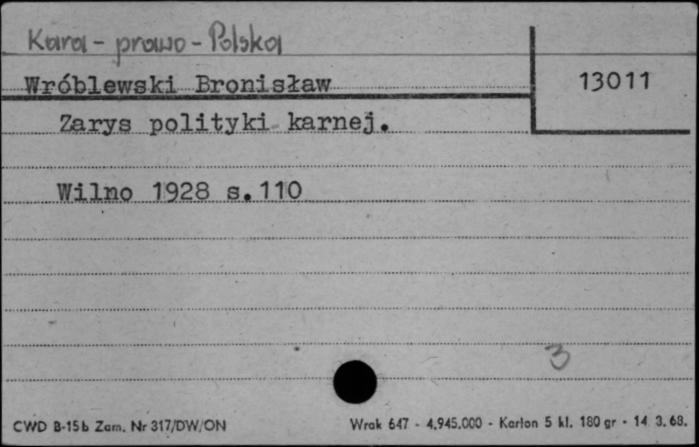 Kara - prawo - Polska
Wróblewski Bronisław
13011
Zarys polityki karnej.
Wilno 1928 s.110
3
CWD B-15b Zam. Nr 317/DW/ON
Wrak 647 - 4.945.000 - Karton 5 kl. 180 gr - 14 3.68.